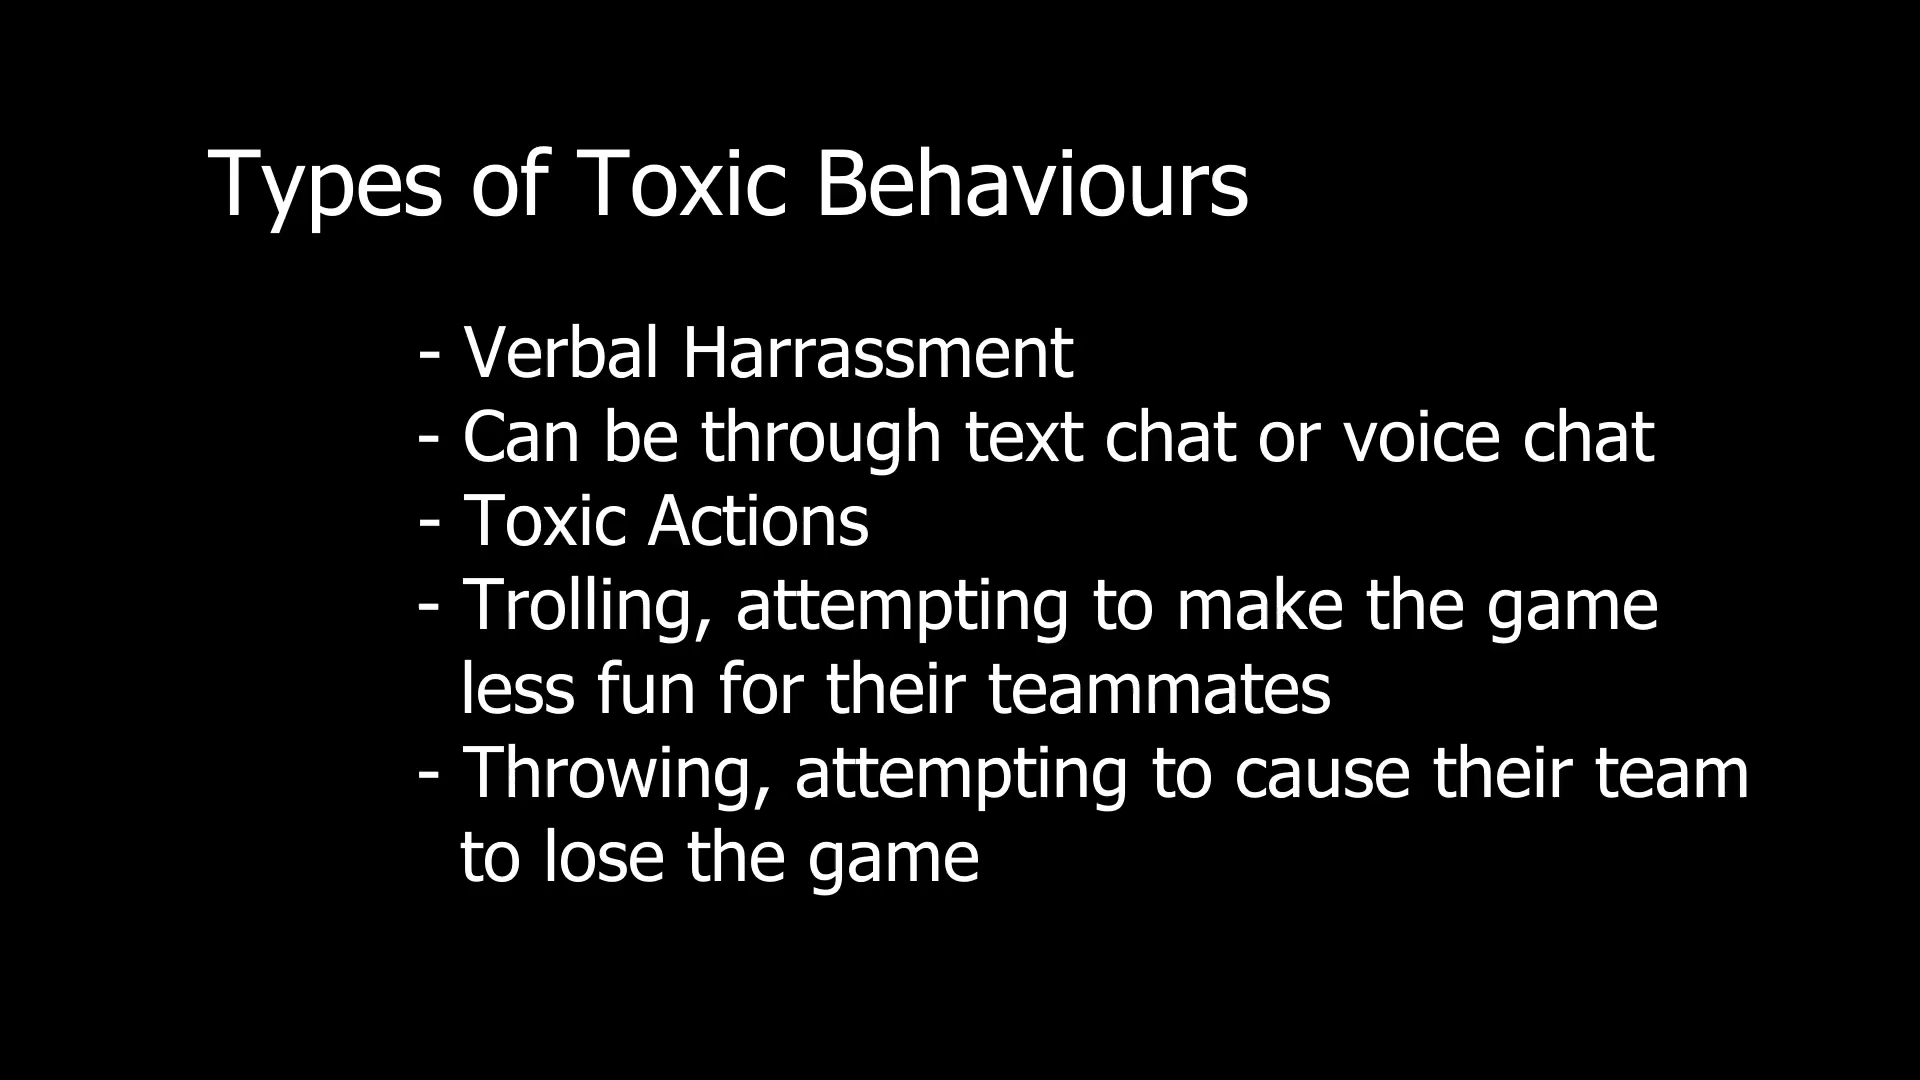 Types of Toxic Behaviours
- Verbal Harrassment
- Can be through text chat or voice chat
- Toxic Actions
- Trolling, attempting to make the game
less fun for their teammates
- Throwing, attempting to cause their team
to lose the game